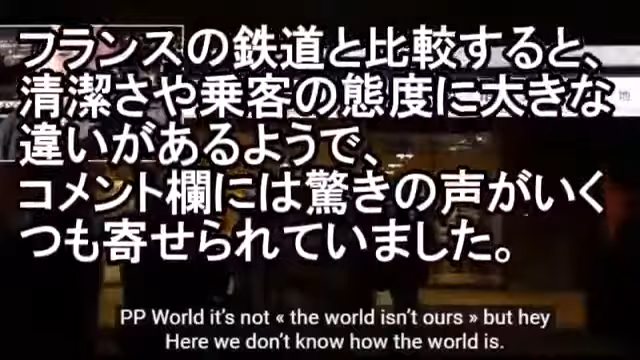 フランスの鉄道と比較すると、
清潔さや乗客の態度に大きな
違いがあるようで、
コメント欄には驚きの声がいく
つも寄せられていました。
地
PP World it's not « the world isn't ours » but hey
Here we don't know how the world is.